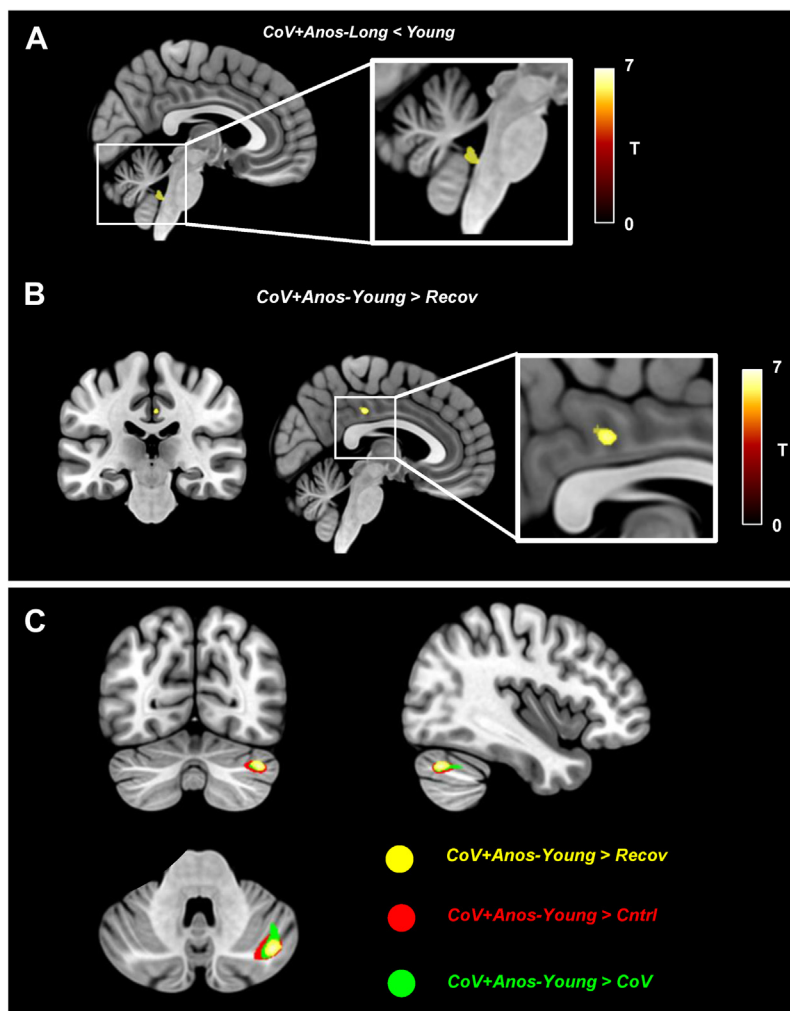 A
CoV+Anos-Long < Young
7
T
0
B
CoV+Anos-Young > Recov
7
T
0
C
CoV+Anos-Young > Recov
CoV+Anos-Young > Cntrl
CoV+Anos-Young > CoV